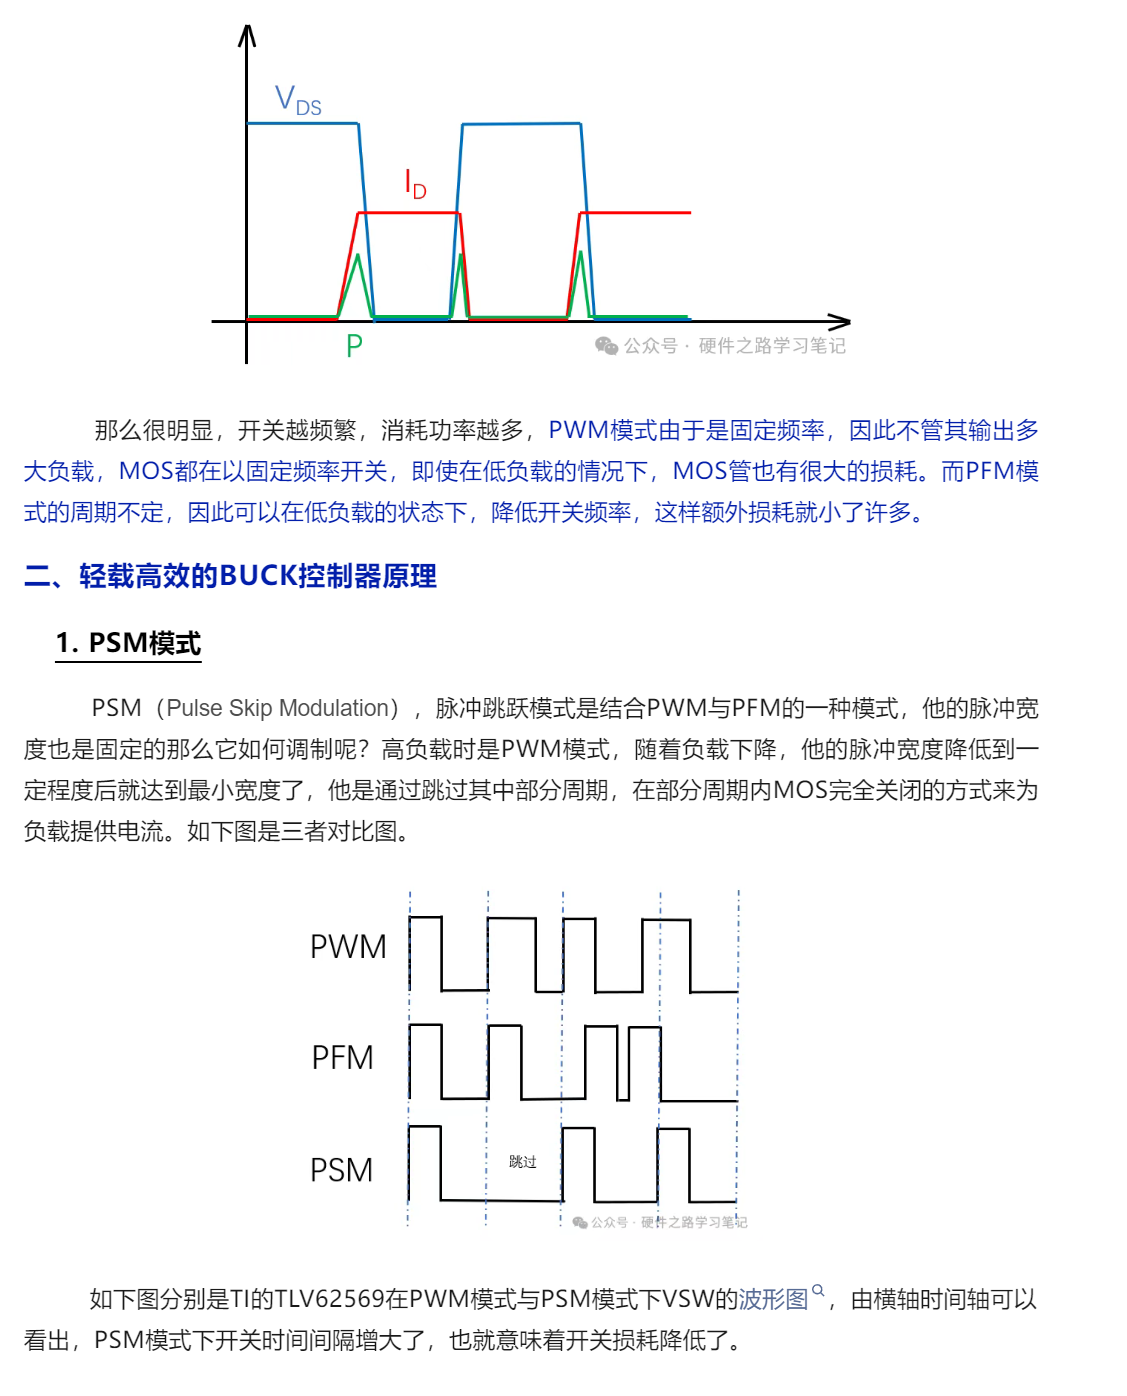 VDS
ID
P
公众号 · 硬件之路学习笔记
那么很明显，开关越频繁，消耗功率越多，PWM模式由于是固定频率，因此不管其输出多
大负载，MOS都在以固定频率开关，即使在低负载的情况下，MOS管也有很大的损耗。而PFM模
式的周期不定，因此可以在低负载的状态下，降低开关频率，这样额外损耗就小了许多。
二、轻载高效的BUCK控制器原理
1. PSM模式
PSM（Pulse Skip Modulation），脉冲跳跃模式是结合PWM与PFM的一种模式，他的脉冲宽
度也是固定的那么它如何调制呢？高负载时是PWM模式，随着负载下降，他的脉冲宽度降低到一
定程度后就达到最小宽度了，他是通过跳过其中部分周期，在部分周期内MOS完全关闭的方式来为
负载提供电流。如下图是三者对比图。
PWM
PFM
PSM
跳过
公众号 · 硬件之路学习笔记
如下图分别是TI的TLV62569在PWM模式与PSM模式下VSW的波形图，由横轴时间轴可以
看出，PSM模式下开关时间间隔增大了，也就意味着开关损耗降低了。